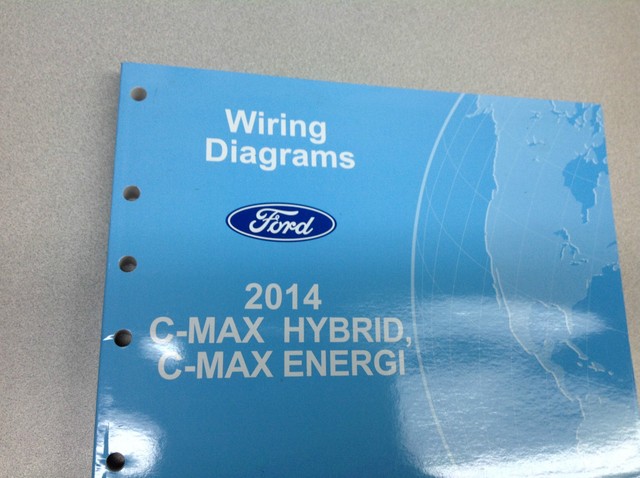 Wiring
Diagrams
Ford
2014
C-MAX HYBRID,
C-MAX ENERGI